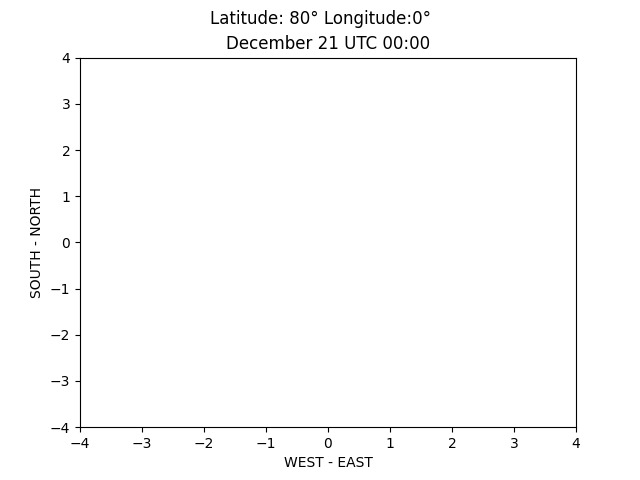 Latitude: 80° Longitude:0°
December 21 UTC 00:00
4
3
2
1
0
−1
−2
−3
−4
SOUTH - NORTH
−4 −3 −2 −1 0 1 2 3 4
WEST - EAST